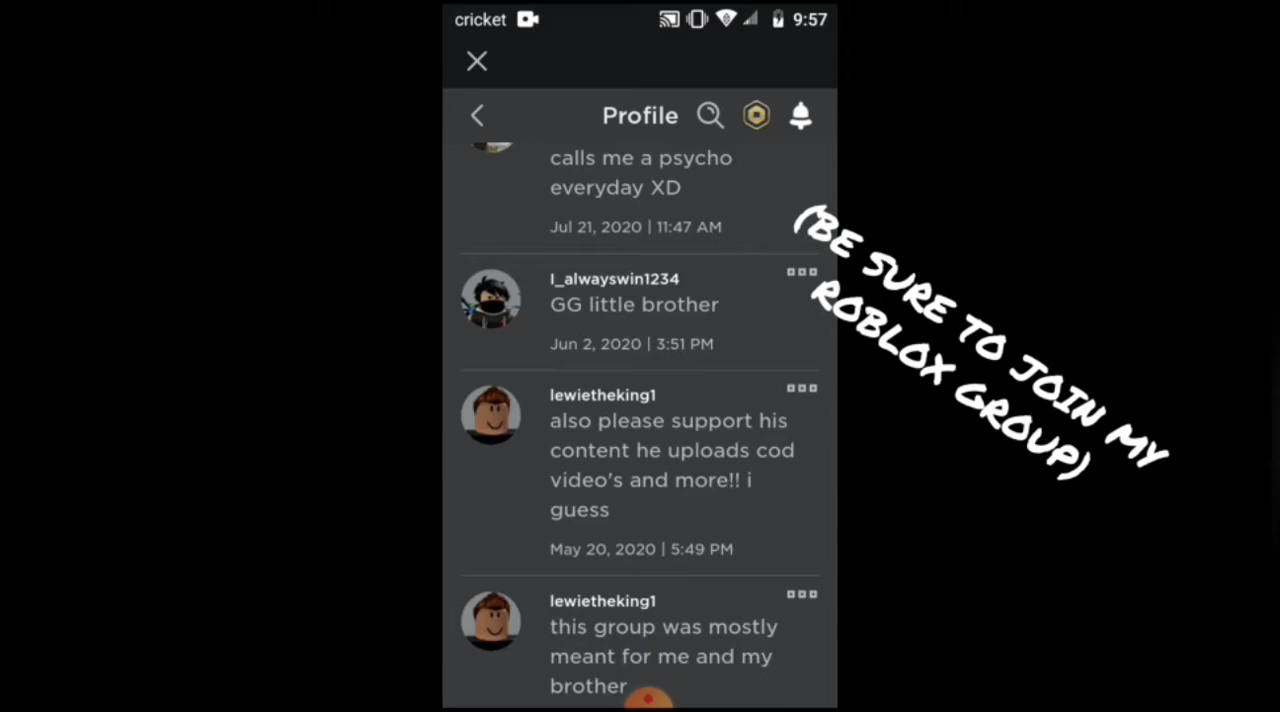 cricket
9:57
Profile
calls me a psycho
everyday XD
Jul 21, 2020 | 11:47 AM
I_alwayswin1234
GG little brother
Jun 2, 2020 | 3:51 PM
lewietheking1
also please support his
content he uploads cod
video's and more!! i
guess
May 20, 2020 | 5:49 PM
lewietheking1
this group was mostly
meant for me and my
brother
(BE SURE TO JOIN MY
ROBLOX GROUP)